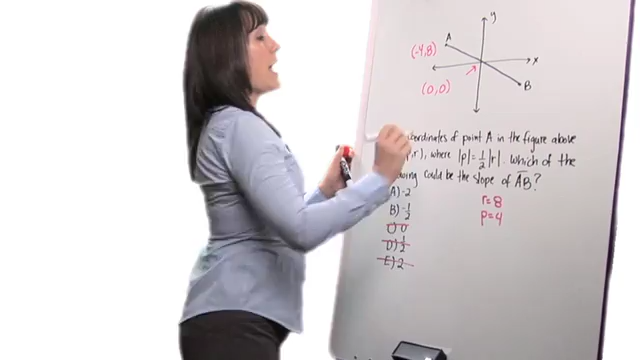 y
A
(-4,8)
x
(0,0)
B
coordinates of point A in the figure above
p,r), where |p|=½|r|. Which of the
following could be the slope of AB?
A) -2
B) -½
C) 0
D) ½
E) 2
r=8
p=4